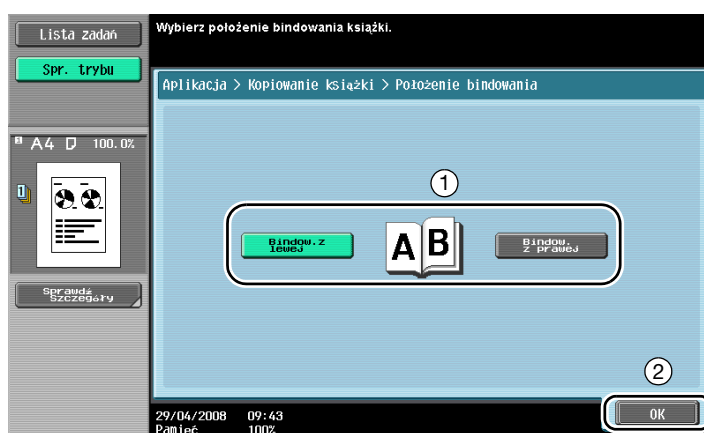 Lista zadań
Wybierz położenie bindowania książki.
Spr. trybu
Aplikacja > Kopiowanie książki > Położenie bindowania
A4 100.0%
1
1
Bindow.z
lewej
A B
Bindow.
z prawej
Sprawdź
Szczegóły
2
OK
29/04/2008 09:43
Pamięć 100%